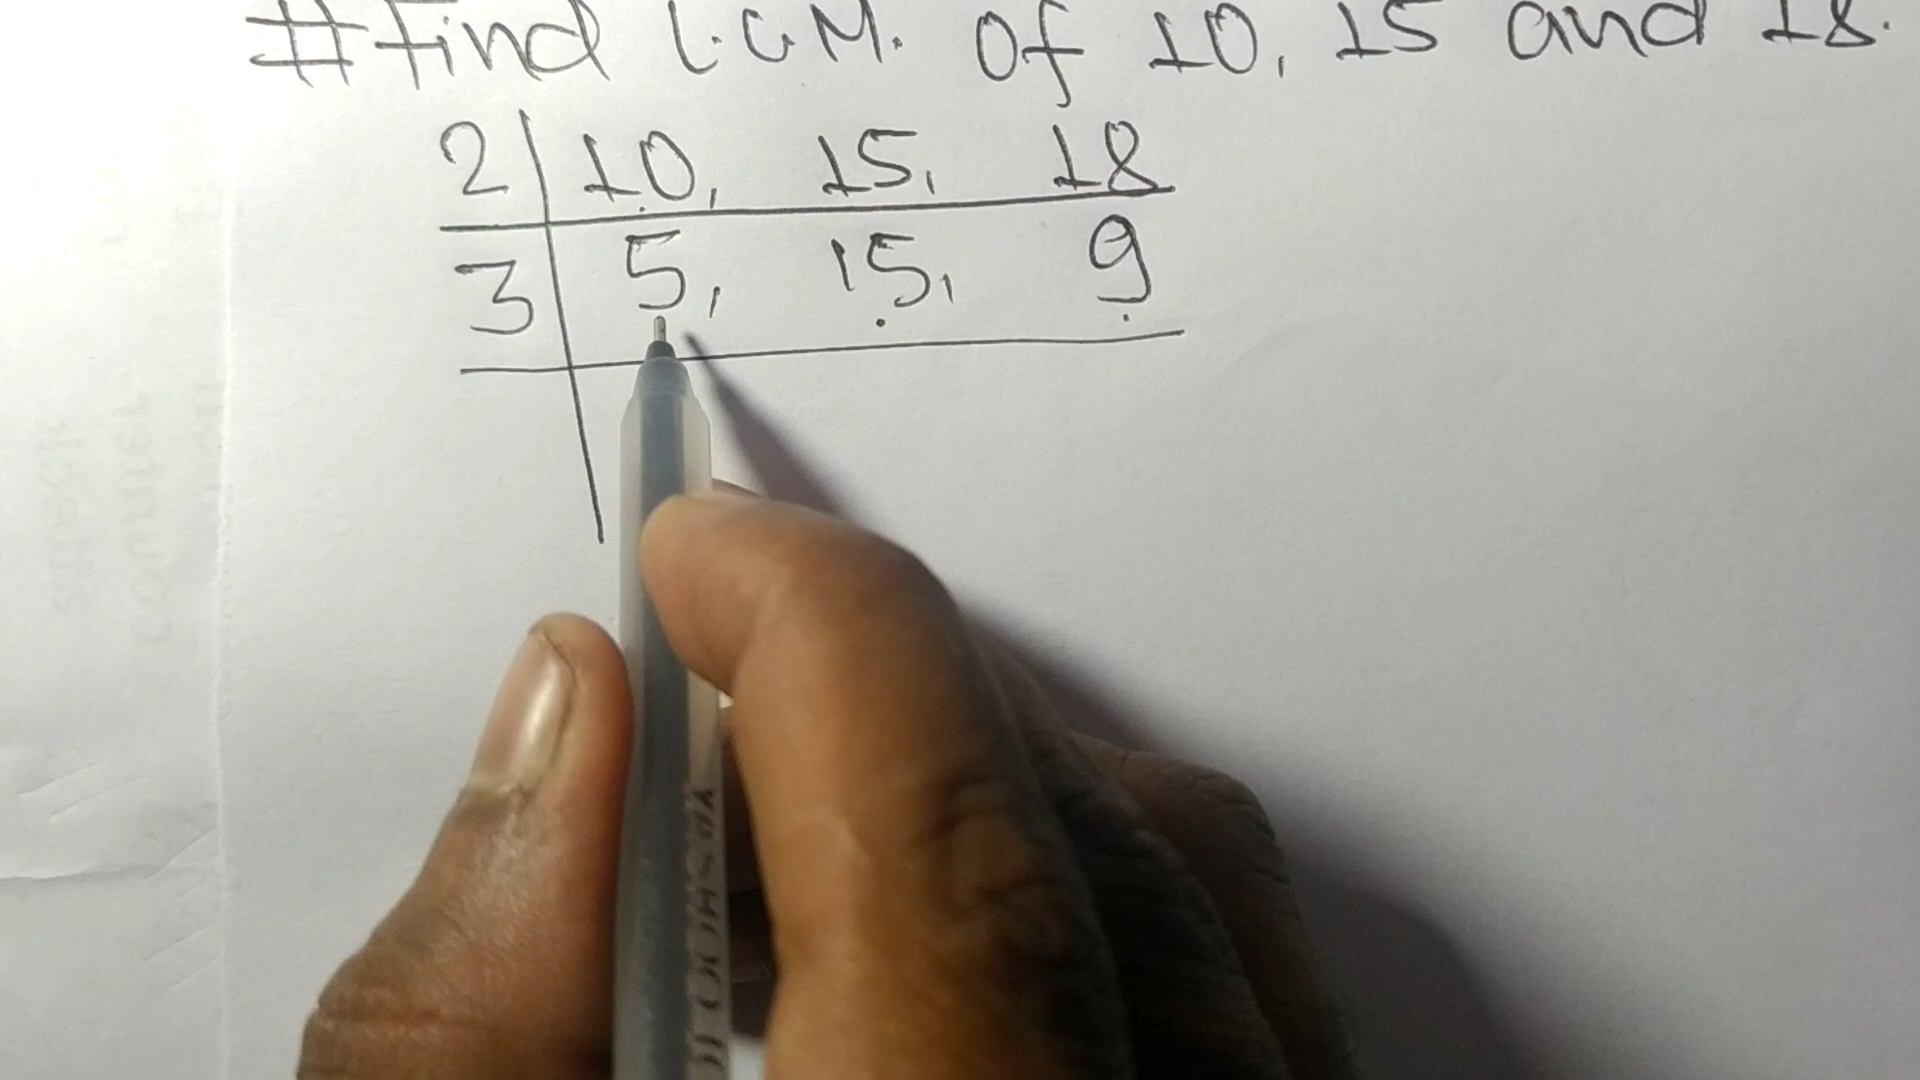 #Find L.C.M. Of 10, 15 and 18.
2 10, 15, 18
3 5, 15, 9